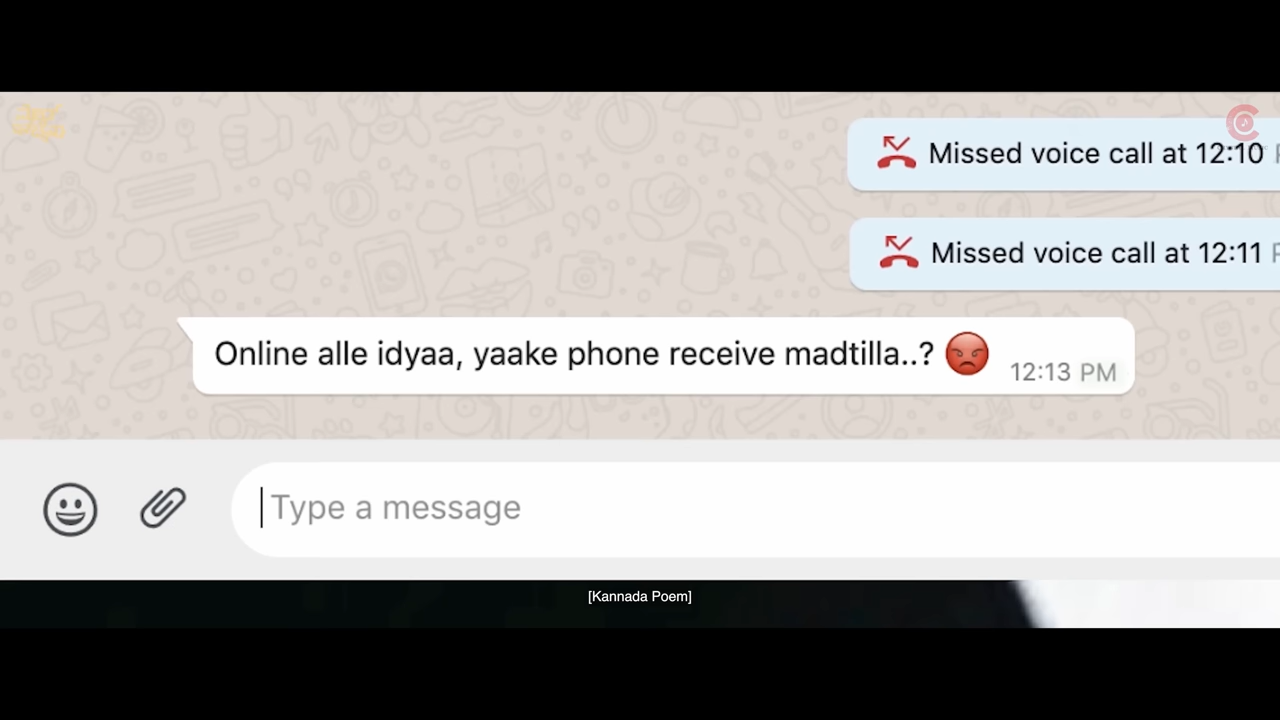 Missed voice call at 12:10
Missed voice call at 12:11
Online alle idyaa, yaake phone receive madtilla..? 😡 12:13 PM
Type a message
[Kannada Poem]